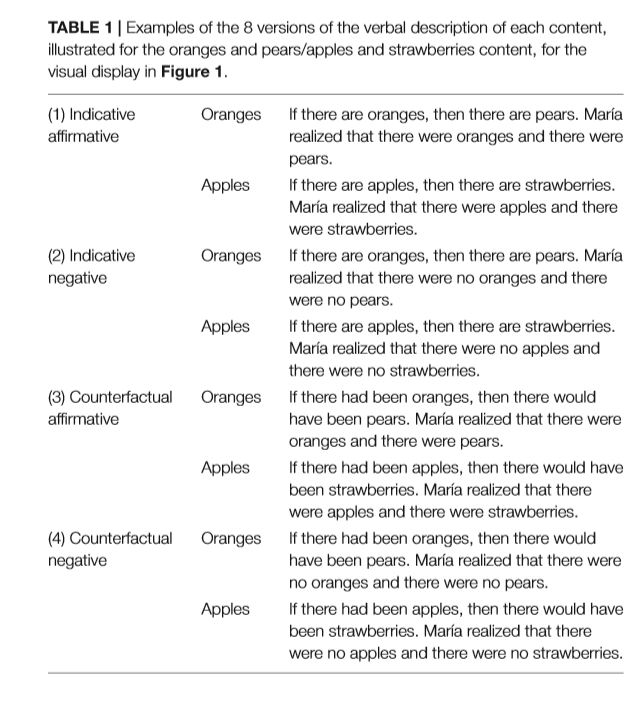 TABLE 1 | Examples of the 8 versions of the verbal description of each content,
illustrated for the oranges and pears/apples and strawberries content, for the
visual display in Figure 1.
(1) Indicative Oranges If there are oranges, then there are pears. María
affirmative realized that there were oranges and there were
pears.
Apples If there are apples, then there are strawberries.
María realized that there were apples and there
were strawberries.
(2) Indicative Oranges If there are oranges, then there are pears. María
negative realized that there were no oranges and there
were no pears.
Apples If there are apples, then there are strawberries.
María realized that there were no apples and
there were no strawberries.
(3) Counterfactual Oranges If there had been oranges, then there would
affirmative have been pears. María realized that there were
oranges and there were pears.
Apples If there had been apples, then there would have
been strawberries. María realized that there
were apples and there were strawberries.
(4) Counterfactual Oranges If there had been oranges, then there would
negative have been pears. María realized that there were
no oranges and there were no pears.
Apples If there had been apples, then there would have
been strawberries. María realized that there
were no apples and there were no strawberries.